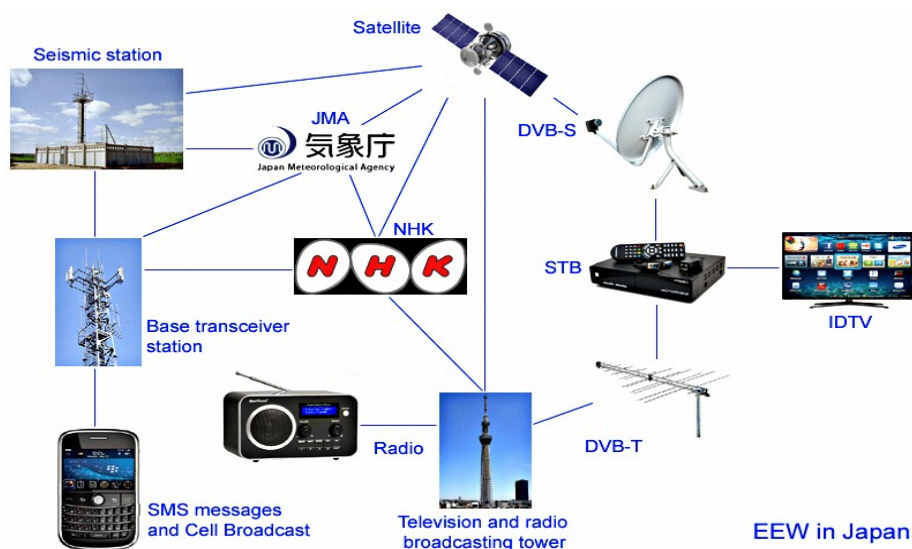 Satellite
Seismic station
JMA
気象庁
Japan Meteorological Agency
DVB-S
NHK
NHK
STB
IDTV
Base transceiver
station
Radio
DVB-T
SMS messages
and Cell Broadcast
Television and radio
broadcasting tower
EEW in Japan